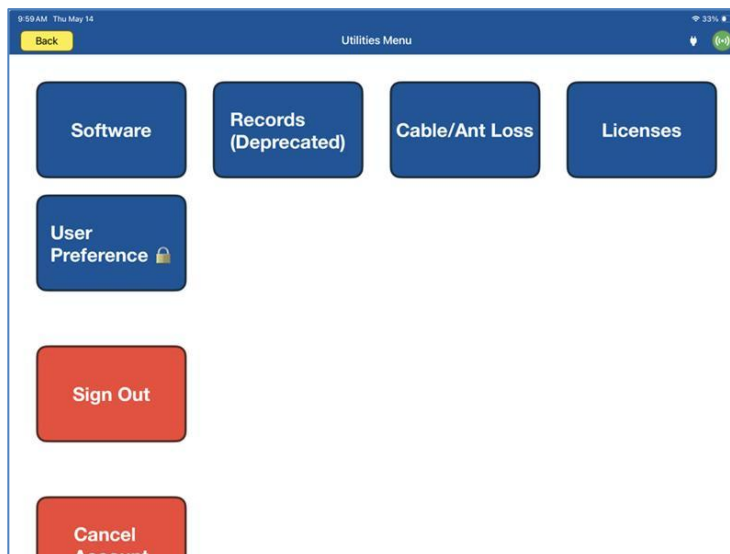 9:59 AM Thu May 14
33%
Back
Utilities Menu
Software
Records
(Deprecated)
Cable/Ant Loss
Licenses
User
Preference
Sign Out
Cancel
Account